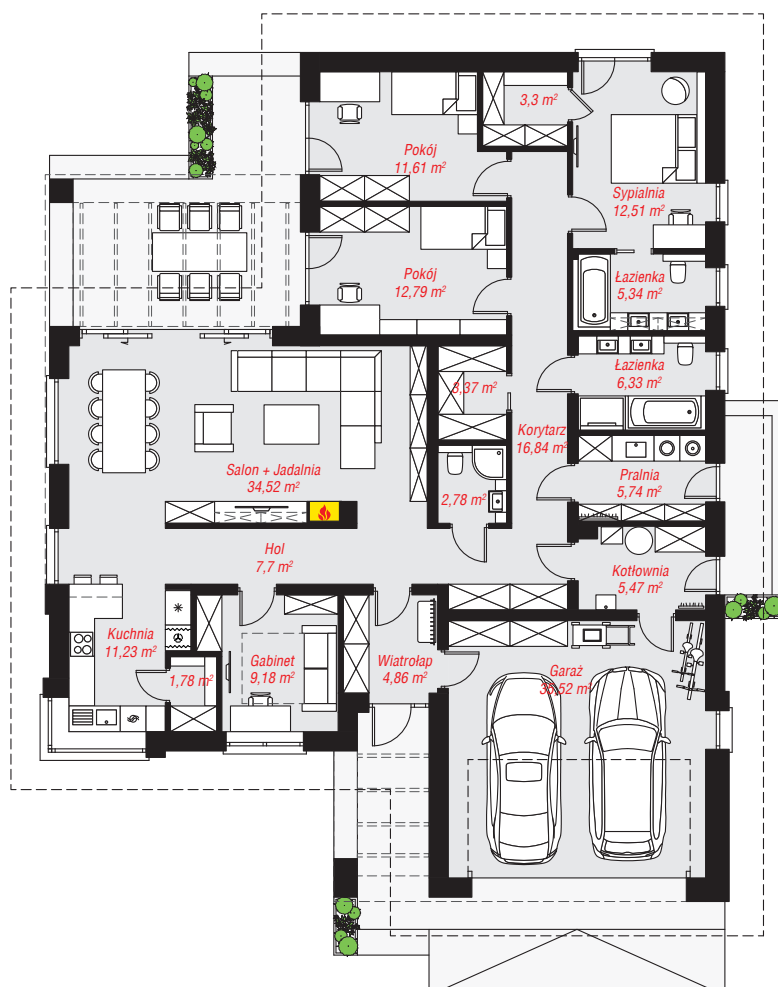 3,3 m²
Pokój
11,61 m²
Sypialnia
12,51 m²
Pokój
12,79 m²
Łazienka
5,34 m²
Łazienka
6,33 m²
3,37 m²
Korytarz
16,84 m²
Salon + Jadalnia
34,52 m²
Pralnia
5,74 m²
2,78 m²
Hol
7,7 m²
Kotłownia
5,47 m²
Kuchnia
11,23 m²
Gabinet
9,18 m²
1,78 m²
Wiatrołap
4,86 m²
Garaż